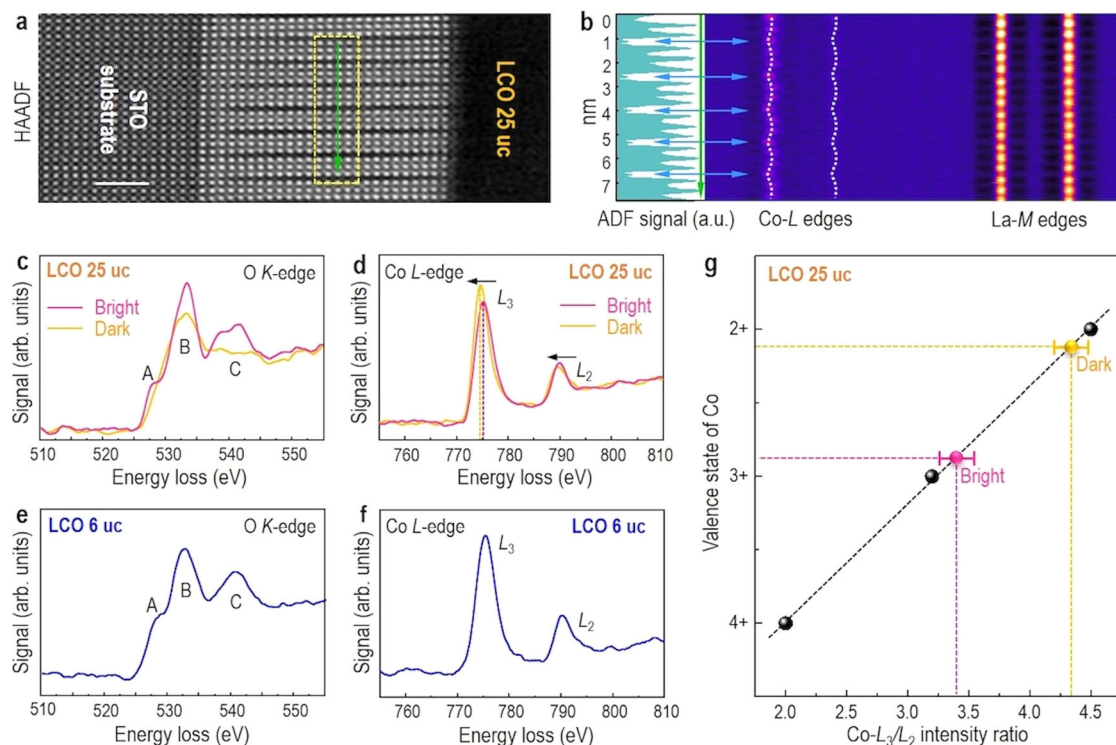 a
HAADF
STO
substrate
LCO 25 uc
b
nm
0
1
2
3
4
5
6
7
ADF signal (a.u.)
Co-L edges
La-M edges
c
LCO 25 uc
O K-edge
Bright
Dark
A
B
C
Signal (arb. units)
510 520 530 540 550
Energy loss (eV)
d
Co L-edge
LCO 25 uc
L3
Bright
Dark
L2
Signal (arb. units)
760 770 780 790 800 810
Energy loss (eV)
e
LCO 6 uc
O K-edge
A
B
C
Signal (arb. units)
510 520 530 540 550
Energy loss (eV)
f
Co L-edge
LCO 6 uc
L3
L2
Signal (arb. units)
760 770 780 790 800 810
Energy loss (eV)
g
LCO 25 uc
Valence state of Co
2+
3+
4+
Dark
Bright
2.0 2.5 3.0 3.5 4.0 4.5
Co-L3/L2 intensity ratio